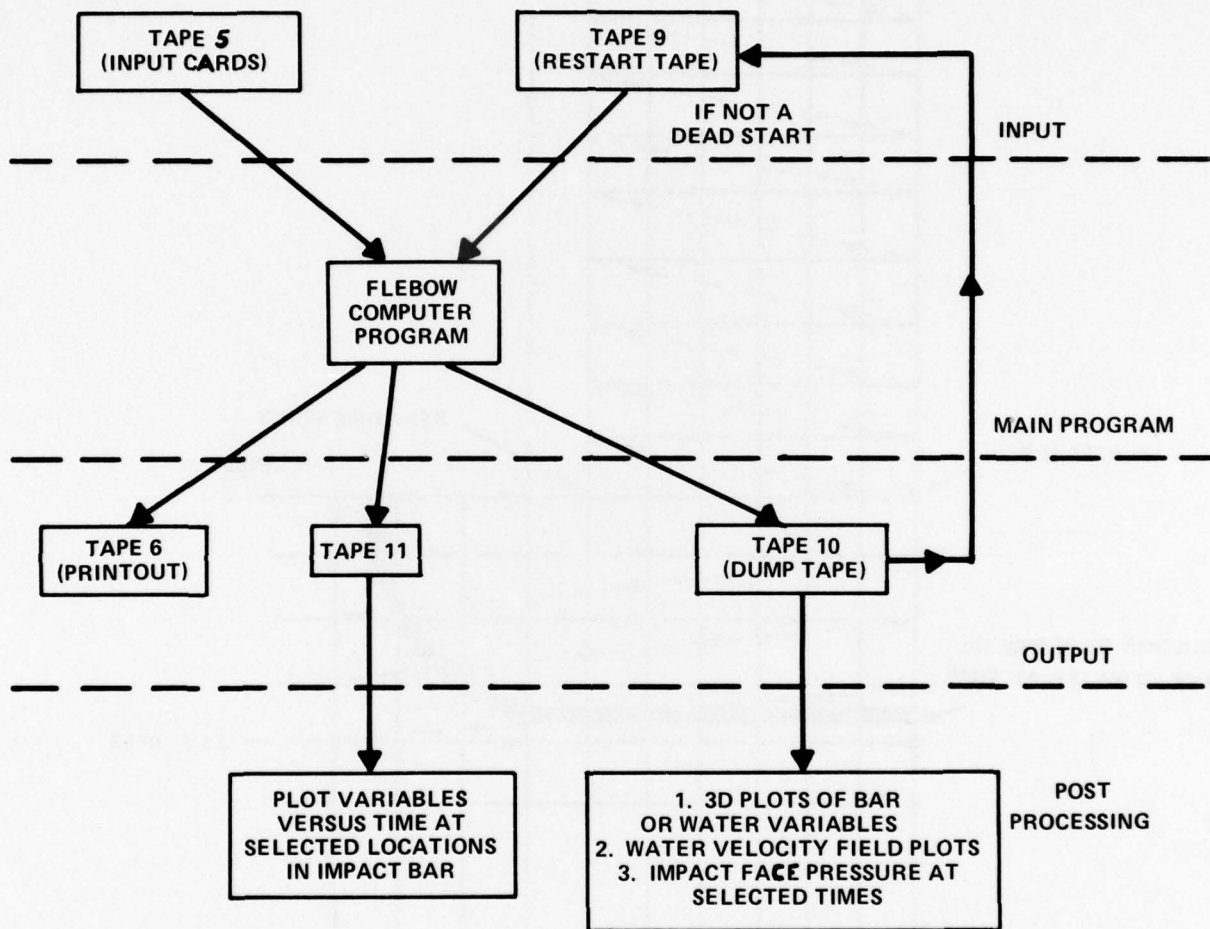 TAPE 5
(INPUT CARDS)
TAPE 9
(RESTART TAPE)
IF NOT A
DEAD START
INPUT
FLEBOW
COMPUTER
PROGRAM
MAIN PROGRAM
TAPE 6
(PRINTOUT)
TAPE 11
TAPE 10
(DUMP TAPE)
OUTPUT
PLOT VARIABLES
VERSUS TIME AT
SELECTED LOCATIONS
IN IMPACT BAR
1. 3D PLOTS OF BAR
OR WATER VARIABLES
2. WATER VELOCITY FIELD PLOTS
3. IMPACT FACE PRESSURE AT
SELECTED TIMES
POST
PROCESSING